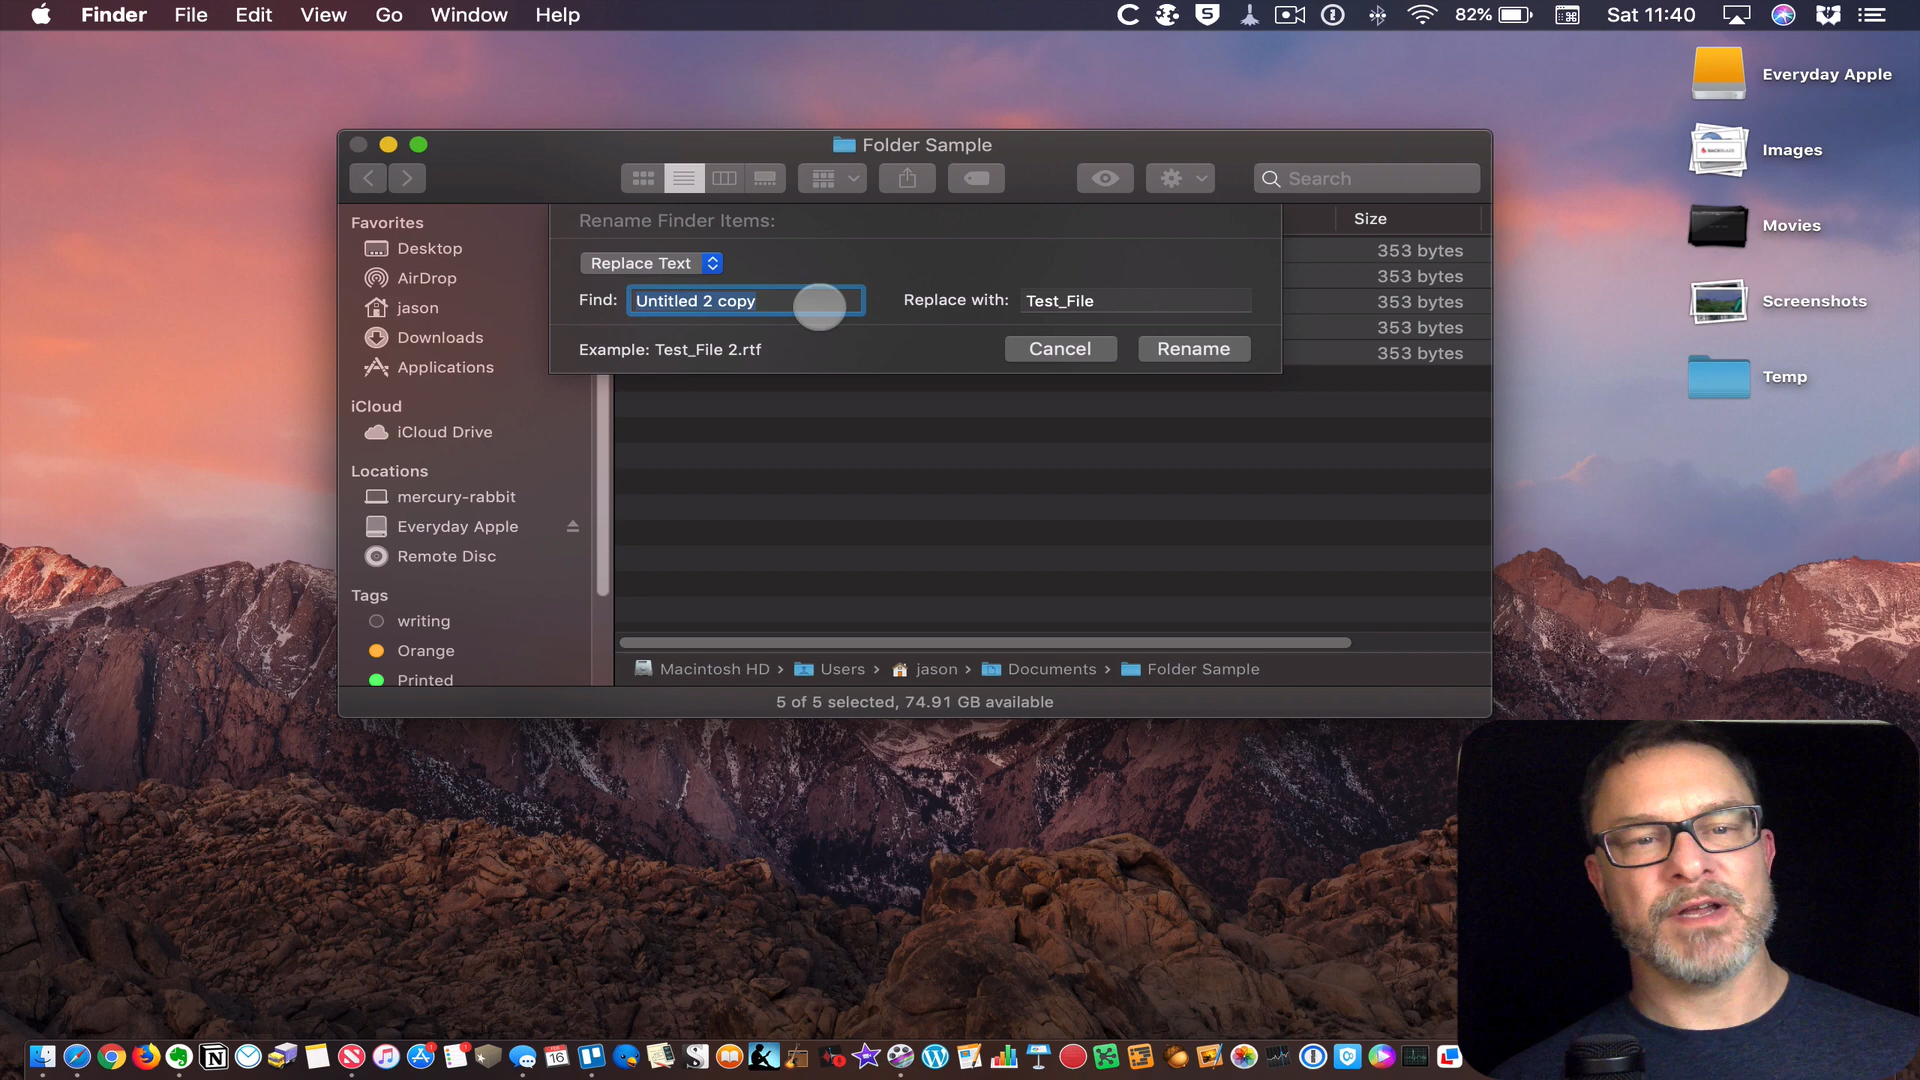 Finder File Edit View Go Window Help 82% Sat 11:40
Everyday Apple
Images
Movies
Screenshots
Temp
Folder Sample
Search
Favorites
Desktop
AirDrop
jason
Downloads
Applications
iCloud
iCloud Drive
Locations
mercury-rabbit
Everyday Apple
Remote Disc
Tags
writing
Orange
Printed
Rename Finder Items:
Replace Text
Find: Untitled 2 copy Replace with: Test_File
Example: Test_File 2.rtf Cancel Rename
Size
353 bytes
353 bytes
353 bytes
353 bytes
353 bytes
Macintosh HD › Users › jason › Documents › Folder Sample
5 of 5 selected, 74.91 GB available